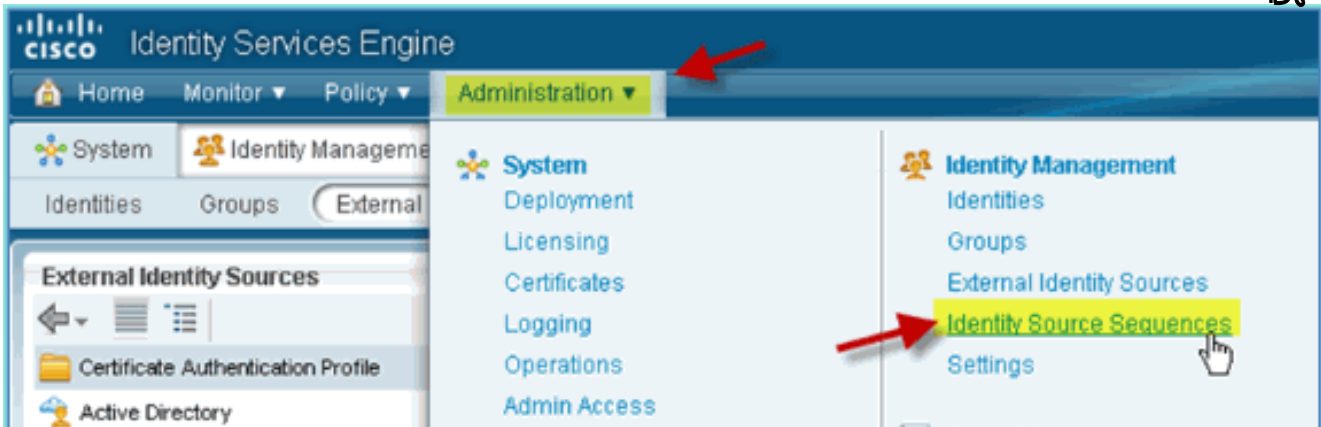 CISCO Identity Services Engine
Home Monitor ▼ Policy ▼ Administration ▼
System Identity Manageme
Identities Groups External
External Identity Sources
Certificate Authentication Profile
Active Directory
System
Deployment
Licensing
Certificates
Logging
Operations
Admin Access
Identity Management
Identities
Groups
External Identity Sources
Identity Source Sequences
Settings